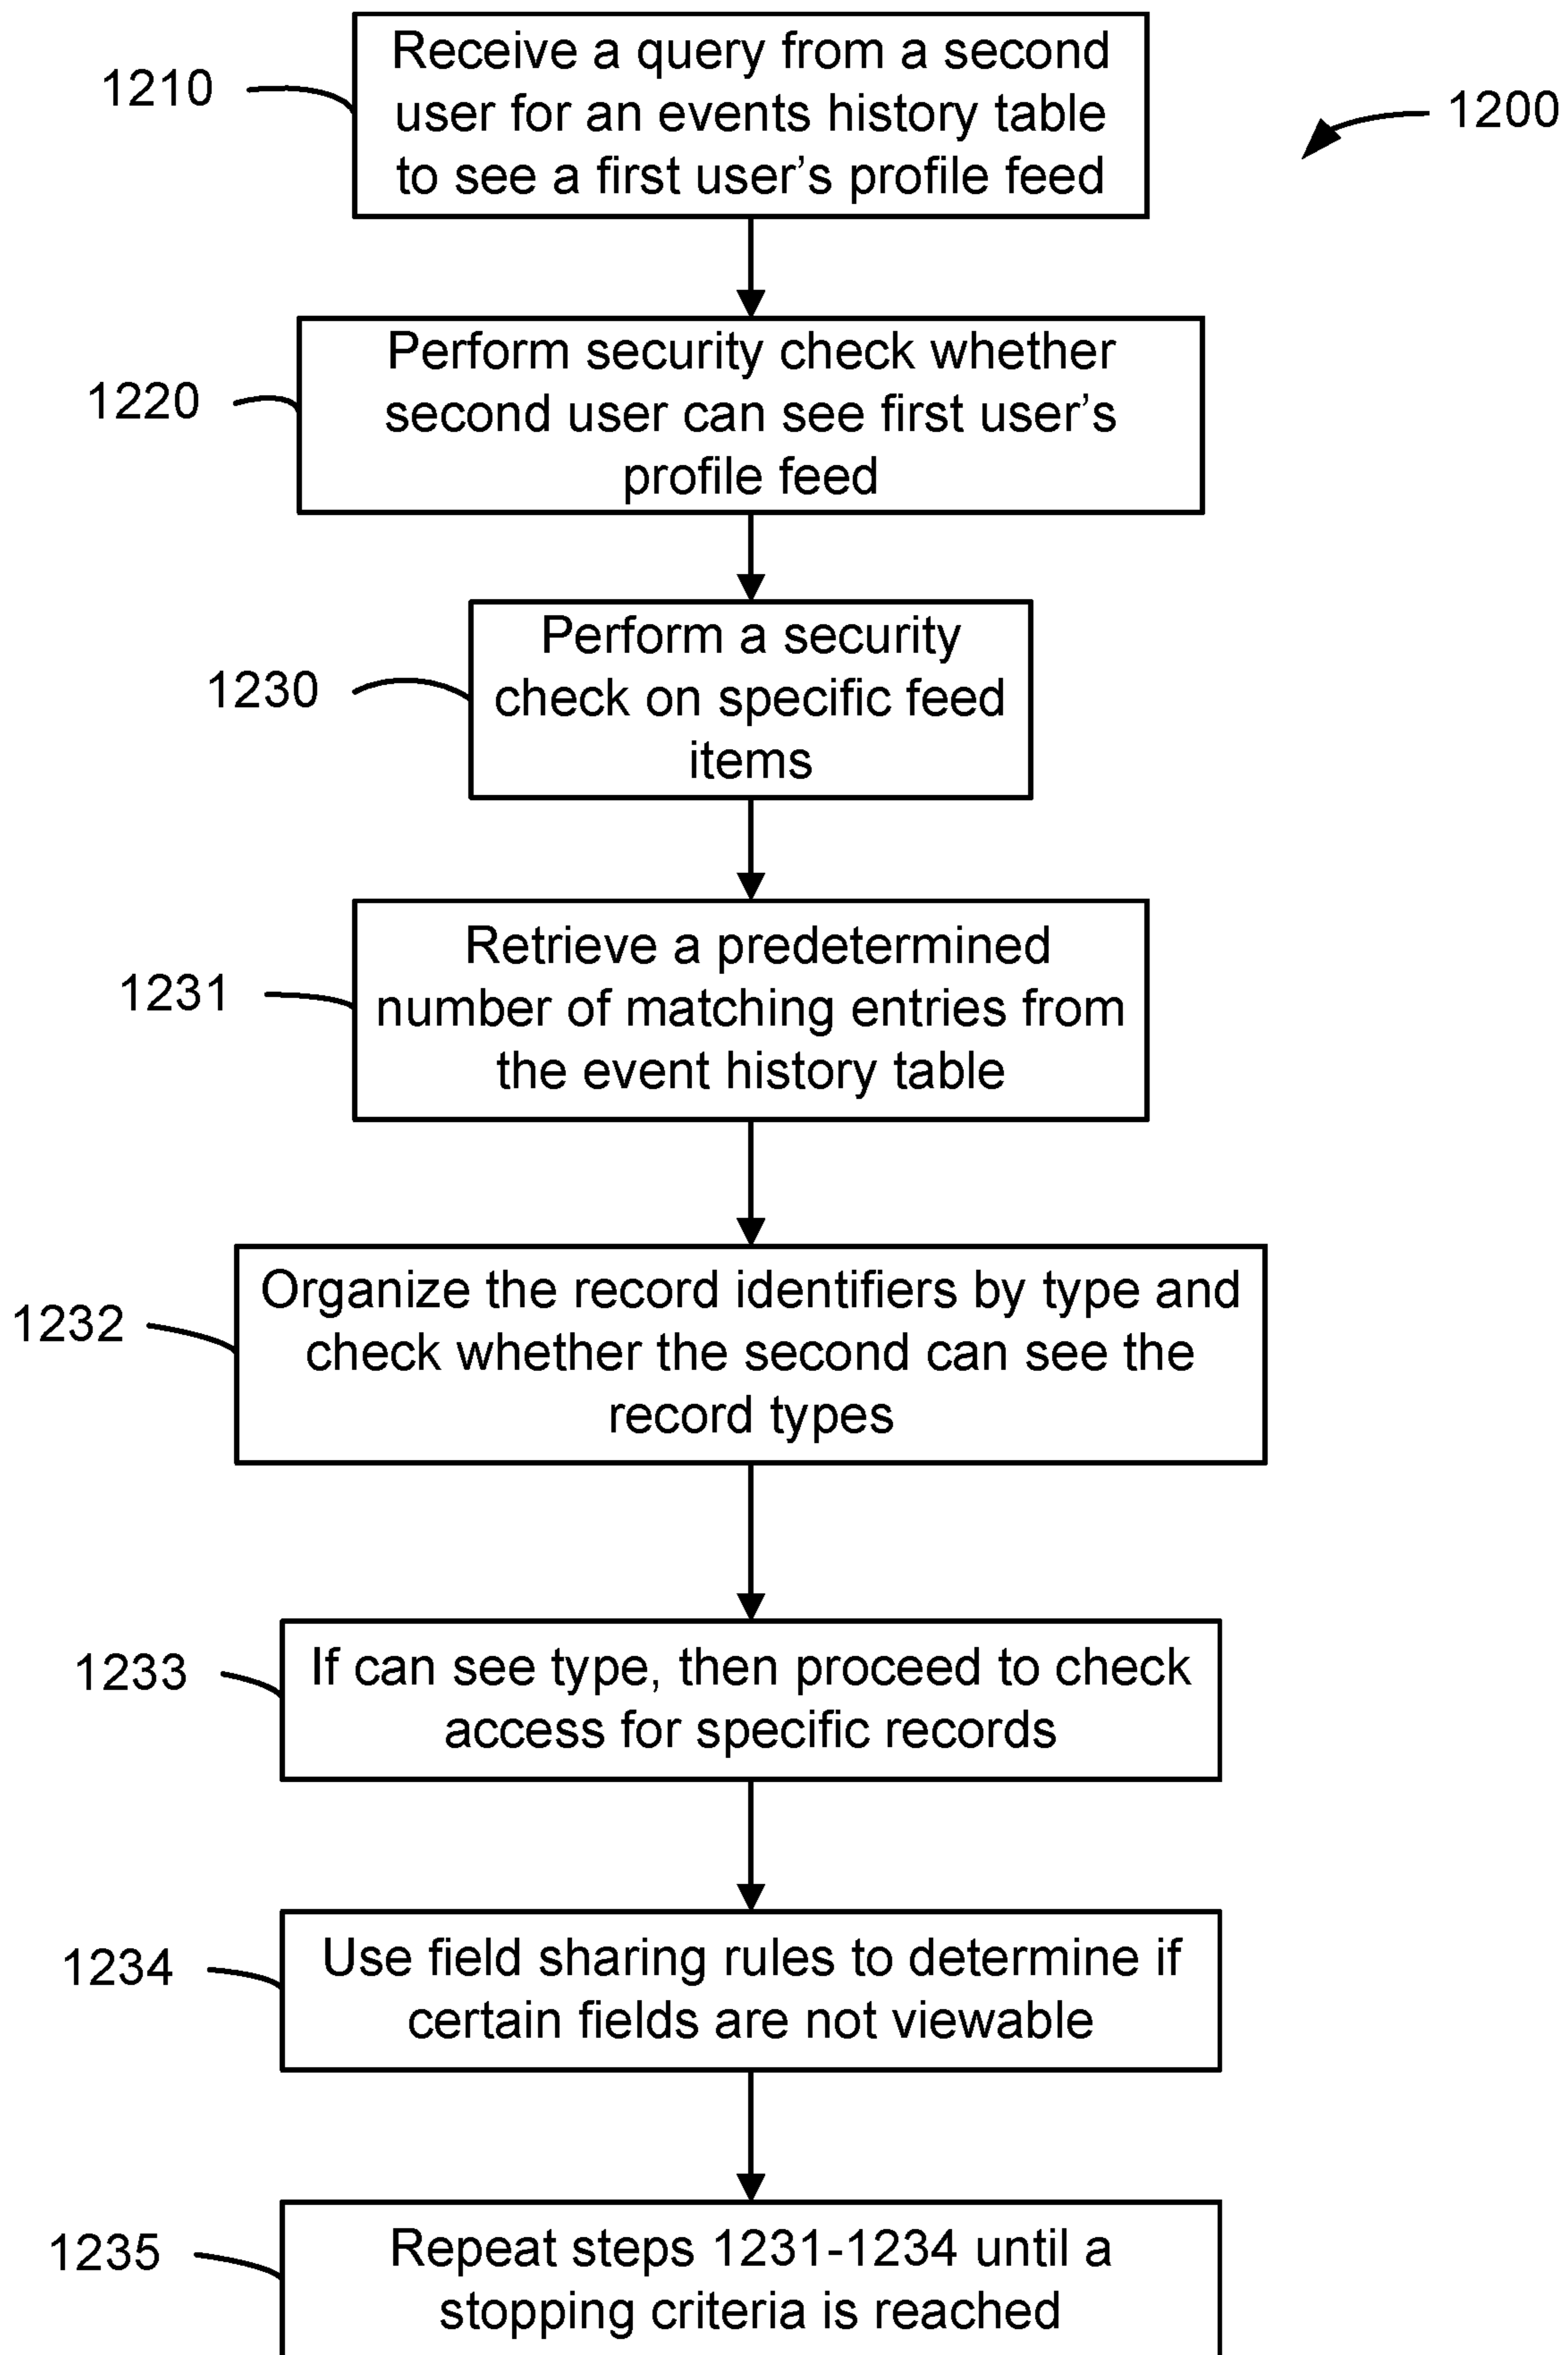 1200
1210
Receive a query from a second
user for an events history table
to see a first user’s profile feed
1220
Perform security check whether
second user can see first user’s
profile feed
1230
Perform a security
check on specific feed
items
1231
Retrieve a predetermined
number of matching entries from
the event history table
1232
Organize the record identifiers by type and
check whether the second can see the
record types
1233
If can see type, then proceed to check
access for specific records
1234
Use field sharing rules to determine if
certain fields are not viewable
1235
Repeat steps 1231-1234 until a
stopping criteria is reached